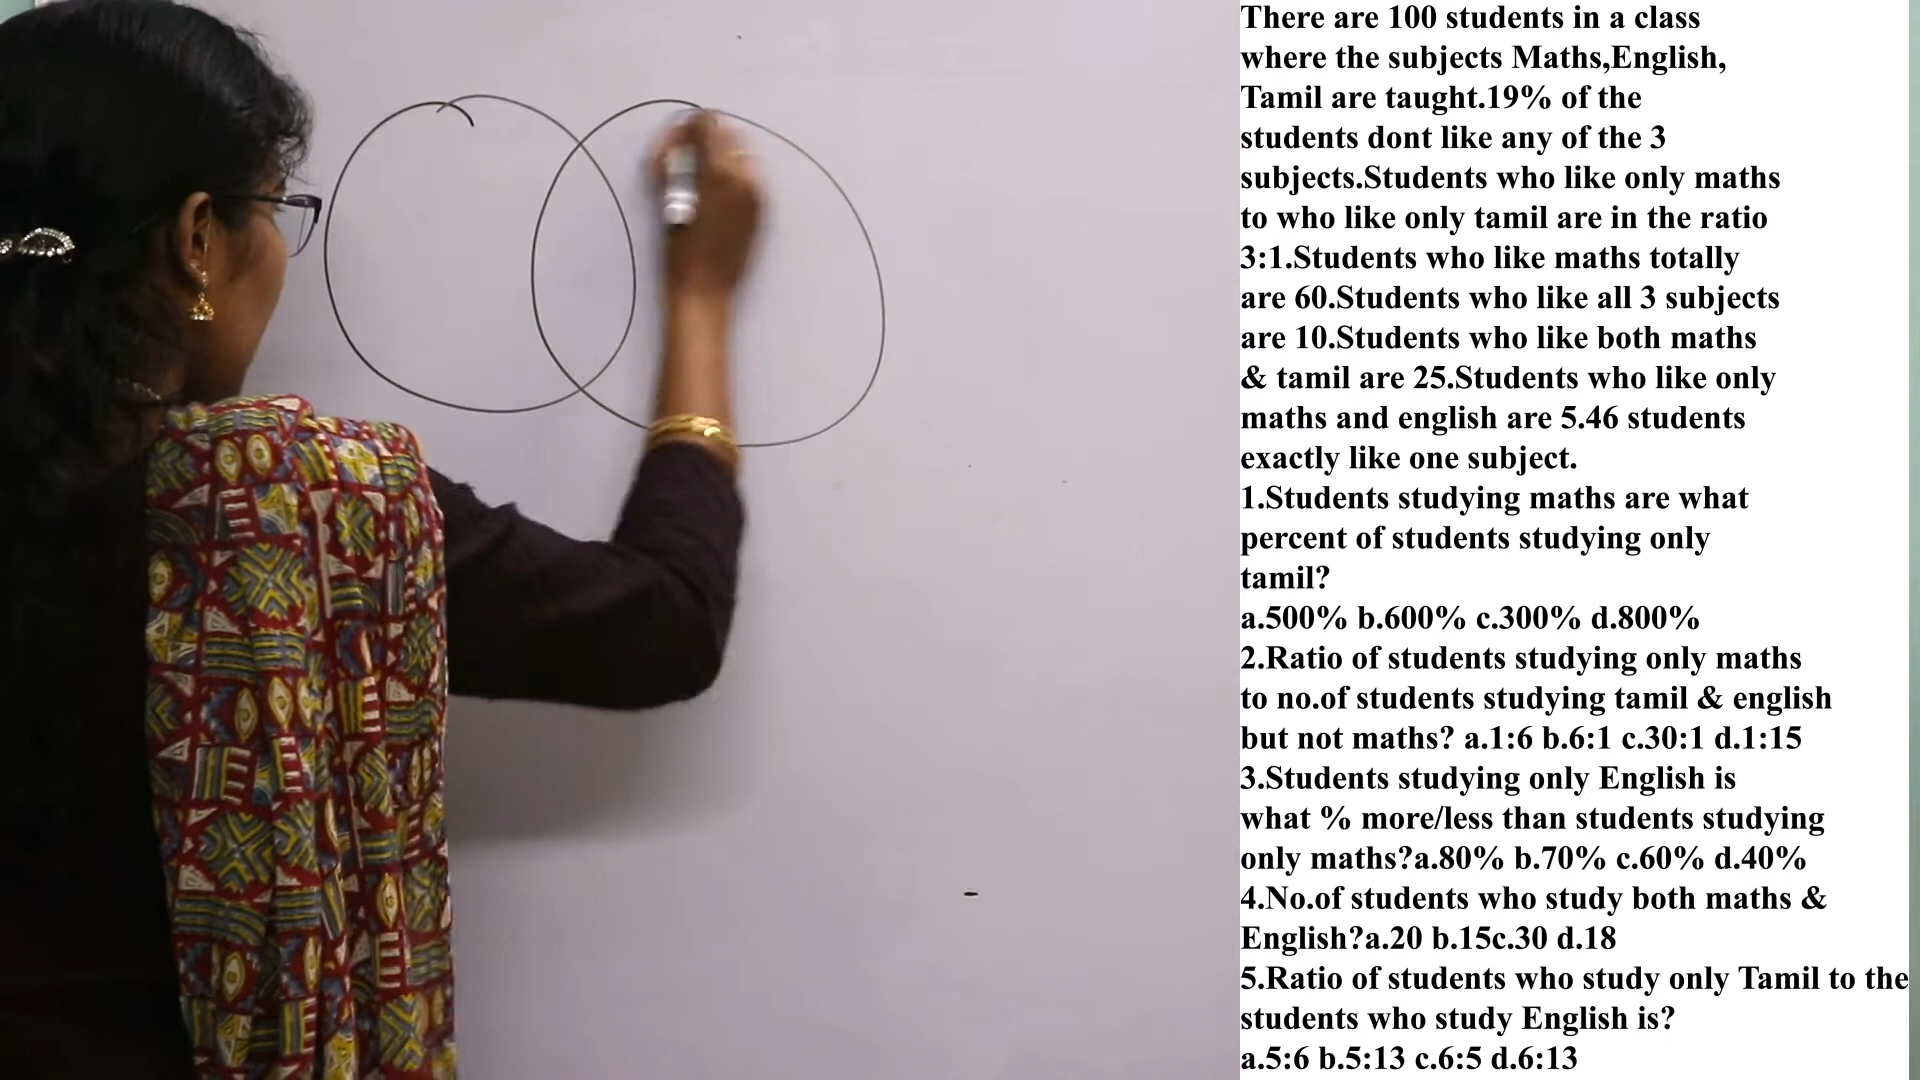 There are 100 students in a class
where the subjects Maths,English,
Tamil are taught.19% of the
students dont like any of the 3
subjects.Students who like only maths
to who like only tamil are in the ratio
3:1.Students who like maths totally
are 60.Students who like all 3 subjects
are 10.Students who like both maths
& tamil are 25.Students who like only
maths and english are 5.46 students
exactly like one subject.
1.Students studying maths are what
percent of students studying only
tamil?
a.500% b.600% c.300% d.800%
2.Ratio of students studying only maths
to no.of students studying tamil & english
but not maths? a.1:6 b.6:1 c.30:1 d.1:15
3.Students studying only English is
what % more/less than students studying
only maths?a.80% b.70% c.60% d.40%
4.No.of students who study both maths &
English?a.20 b.15c.30 d.18
5.Ratio of students who study only Tamil to the
students who study English is?
a.5:6 b.5:13 c.6:5 d.6:13